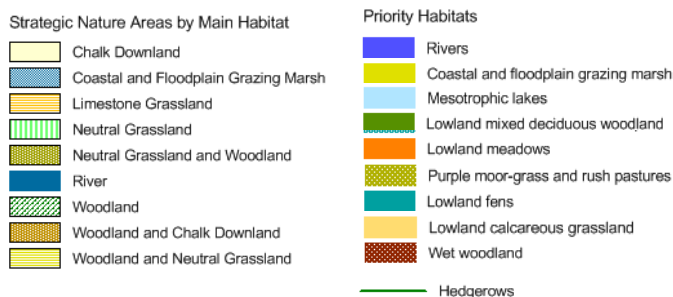 Strategic Nature Areas by Main Habitat
Chalk Downland
Coastal and Floodplain Grazing Marsh
Limestone Grassland
Neutral Grassland
Neutral Grassland and Woodland
River
Woodland
Woodland and Chalk Downland
Woodland and Neutral Grassland
Priority Habitats
Rivers
Coastal and floodplain grazing marsh
Mesotrophic lakes
Lowland mixed deciduous woodland
Lowland meadows
Purple moor-grass and rush pastures
Lowland fens
Lowland calcareous grassland
Wet woodland
Hedgerows